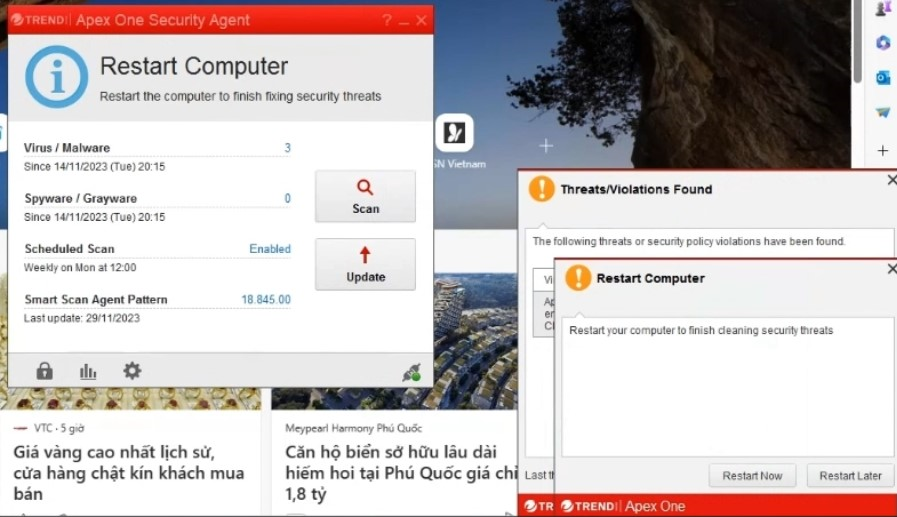 TREND Apex One Security Agent
Restart Computer
Restart the computer to finish fixing security threats
Virus / Malware 3
Since 14/11/2023 (Tue) 20:15
Spyware / Grayware 0
Since 14/11/2023 (Tue) 20:15
Scheduled Scan Enabled
Weekly on Mon at 12:00
Smart Scan Agent Pattern 18.845.00
Last update: 29/11/2023
Scan
Update
SN Vietnam
Threats/Violations Found
The following threats or security policy violations have been found.
Vi
Ap
en
Cl
Restart Computer
Restart your computer to finish cleaning security threats
Restart Now Restart Later
Last th
TR
TREND Apex One
VTC · 5 giờ
Giá vàng cao nhất lịch sử,
cửa hàng chật kín khách mua
bán
Meypearl Harmony Phú Quốc
Căn hộ biển sở hữu lâu dài
hiếm hoi tại Phú Quốc giá chỉ
1,8 tỷ